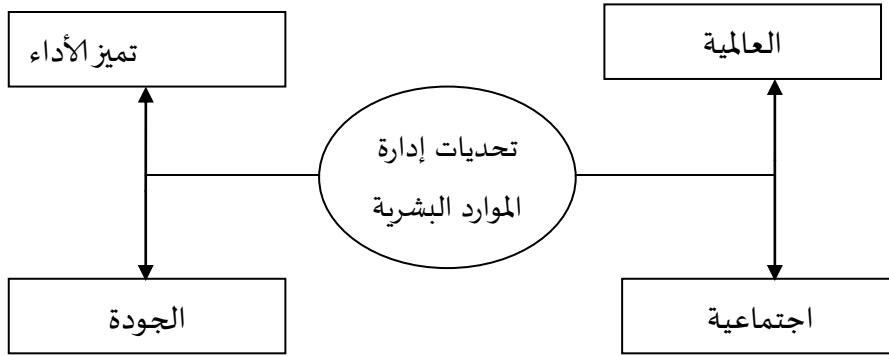 العالمية
تميز الأداء
تحديات إدارة
الموارد البشرية
اجتماعية
الجودة